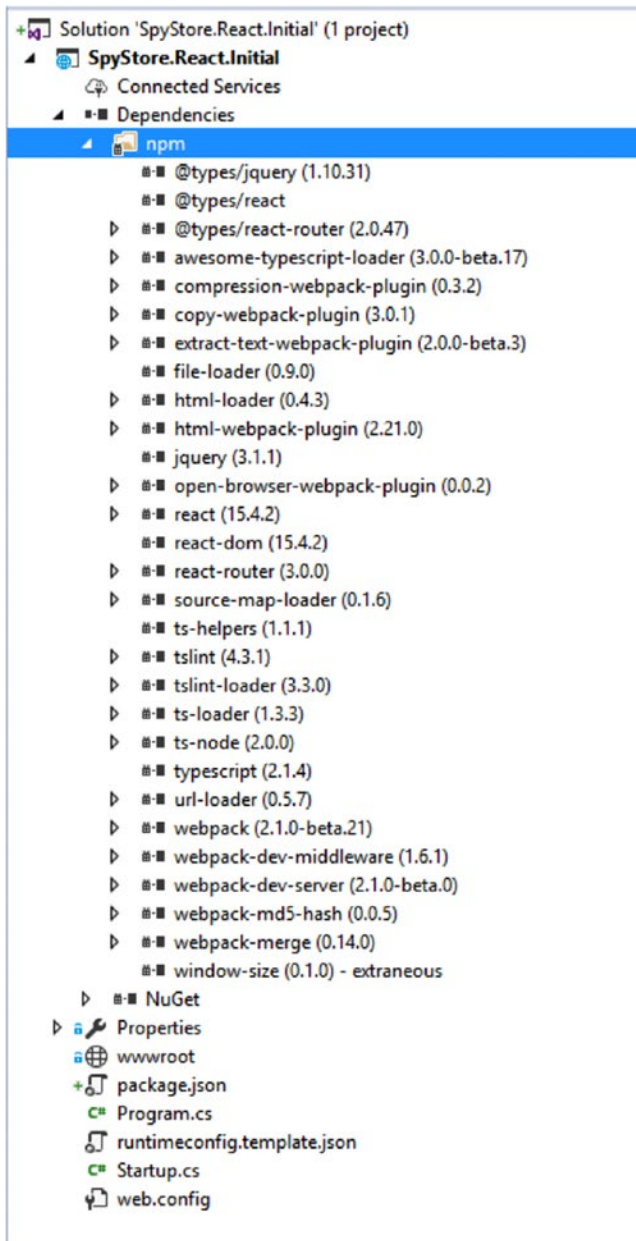 Solution 'SpyStore.React.Initial' (1 project)
SpyStore.React.Initial
Connected Services
Dependencies
npm
@types/jquery (1.10.31)
@types/react
@types/react-router (2.0.47)
awesome-typescript-loader (3.0.0-beta.17)
compression-webpack-plugin (0.3.2)
copy-webpack-plugin (3.0.1)
extract-text-webpack-plugin (2.0.0-beta.3)
file-loader (0.9.0)
html-loader (0.4.3)
html-webpack-plugin (2.21.0)
jquery (3.1.1)
open-browser-webpack-plugin (0.0.2)
react (15.4.2)
react-dom (15.4.2)
react-router (3.0.0)
source-map-loader (0.1.6)
ts-helpers (1.1.1)
tslint (4.3.1)
tslint-loader (3.3.0)
ts-loader (1.3.3)
ts-node (2.0.0)
typescript (2.1.4)
url-loader (0.5.7)
webpack (2.1.0-beta.21)
webpack-dev-middleware (1.6.1)
webpack-dev-server (2.1.0-beta.0)
webpack-md5-hash (0.0.5)
webpack-merge (0.14.0)
window-size (0.1.0) - extraneous
NuGet
Properties
wwwroot
package.json
C# Program.cs
runtimeconfig.template.json
C# Startup.cs
web.config